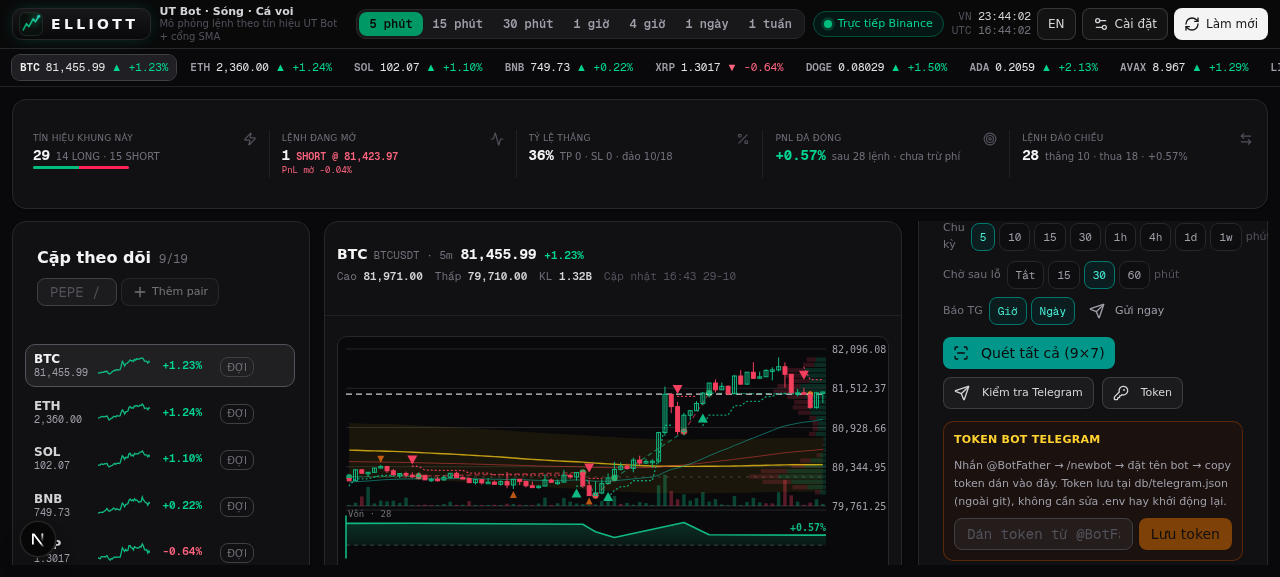 ELLIOTT
UT Bot · Sóng · Cá voi
Mô phỏng lệnh theo tín hiệu UT Bot
+ cổng SMA
5 phút 15 phút 30 phút 1 giờ 4 giờ 1 ngày 1 tuần
Trực tiếp Binance
VN 23:44:02
UTC 16:44:02
EN
Cài đặt
Làm mới
BTC 81,455.99 ▲ +1.23% ETH 2,360.00 ▲ +1.24% SOL 102.07 ▲ +1.10% BNB 749.73 ▲ +0.22% XRP 1.3017 ▼ -0.64% DOGE 0.08029 ▲ +1.50% ADA 0.2059 ▲ +2.13% AVAX 8.967 ▲ +1.29%
TÍN HIỆU KHUNG NÀY
29 14 LONG · 15 SHORT
LỆNH ĐANG MỞ
1 SHORT @ 81,423.97
PnL mở -0.04%
TỶ LỆ THẮNG
36% TP 0 · SL 0 · đảo 10/18
PNL ĐÃ ĐÓNG
+0.57% sau 28 lệnh · chưa trừ phí
LỆNH ĐẢO CHIỀU
28 thắng 10 · thua 18 · +0.57%
Cặp theo dõi 9/19
PEPE /
+ Thêm pair
BTC
81,455.99
+1.23%
ĐỢI
ETH
2,360.00
+1.24%
ĐỢI
SOL
102.07
+1.10%
ĐỢI
BNB
749.73
+0.22%
ĐỢI
P
1.3017
-0.64%
ĐỢI
N
BTC BTCUSDT · 5m 81,455.99 +1.23%
Cao 81,971.00 Thấp 79,710.00 KL 1.32B Cập nhật 16:43 29-10
82,096.08
81,512.37
80,928.66
80,344.95
79,761.25
Vốn · 28
+0.57%
Chu kỳ 5 10 15 30 1h 4h 1d 1w phút
Chờ sau lỗ Tắt 15 30 60 phút
Báo TG Giờ Ngày Gửi ngay
Quét tất cả (9×7)
Kiểm tra Telegram
Token
TOKEN BOT TELEGRAM
Nhắn @BotFather → /newbot → đặt tên bot → copy
token dán vào đây. Token lưu tại db/telegram.json
(ngoài git), không cần sửa .env hay khởi động lại.
Dán token từ @BotFa
Lưu token